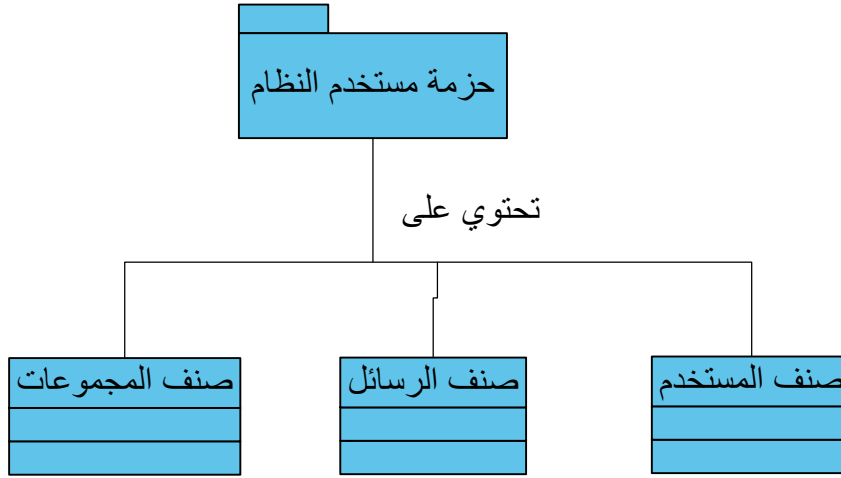 حزمة مستخدم النظام
تحتوي على
صنف المستخدم
صنف الرسائل
صنف المجموعات